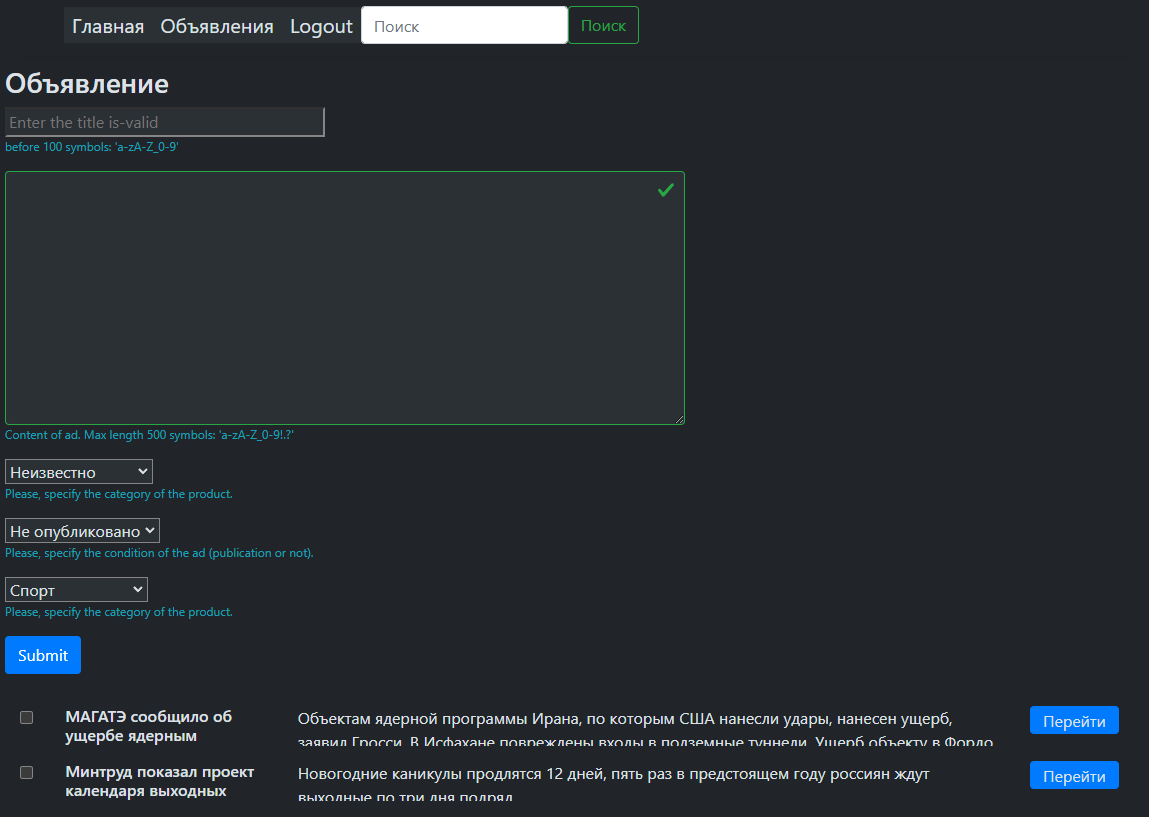 Главная Объявления Logout Поиск Поиск
Объявление
Enter the title is-valid
before 100 symbols: 'a-zA-Z_0-9'
Content of ad. Max length 500 symbols: 'a-zA-Z_0-9!.?'
Неизвестно
Please, specify the category of the product.
Не опубликовано
Please, specify the condition of the ad (publication or not).
Спорт
Please, specify the category of the product.
Submit
МАГАТЭ сообщило об
ущербе ядерным
Объектам ядерной программы Ирана, по которым США нанесли удары, нанесен ущерб,
заявил Гросси. В Исфахане повреждены входы в подземные туннели. Ущерб объекту в Фордо
Перейти
Минтруд показал проект
календаря выходных
Новогодние каникулы продлятся 12 дней, пять раз в предстоящем году россиян ждут
выходные по три дня подряд
Перейти